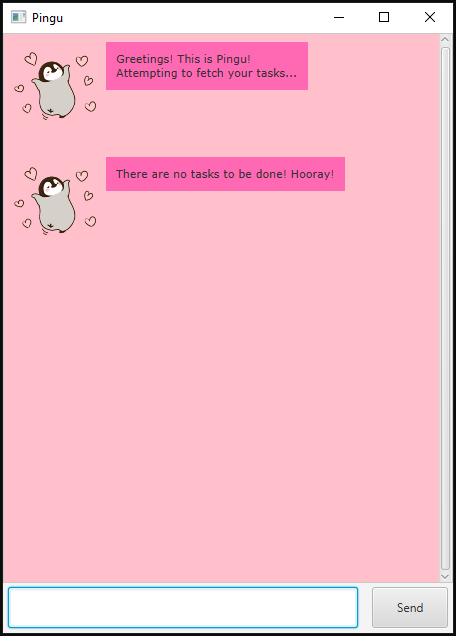 Pingu
Greetings! This is Pingu!
Attempting to fetch your tasks...
There are no tasks to be done! Hooray!
Send